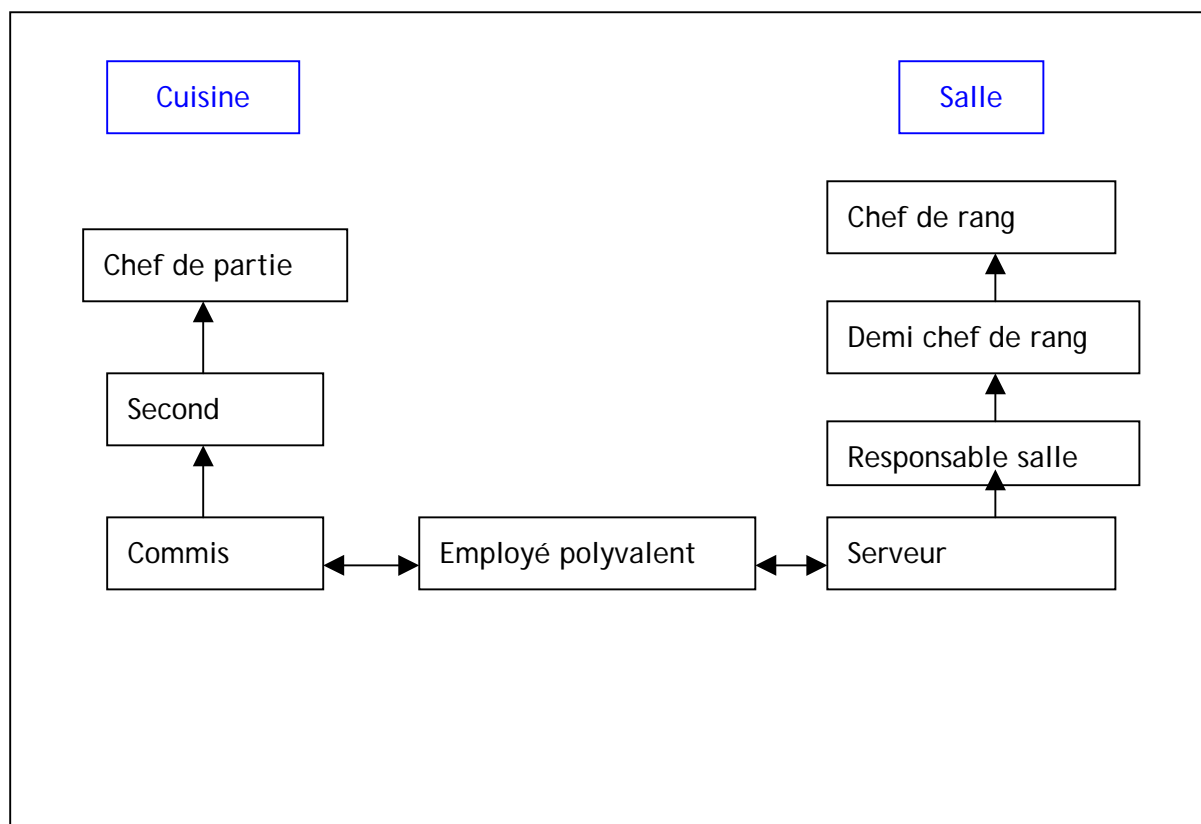 Cuisine
Salle
Chef de rang
Chef de partie
Demi chef de rang
Second
Responsable salle
Commis
Employé polyvalent
Serveur